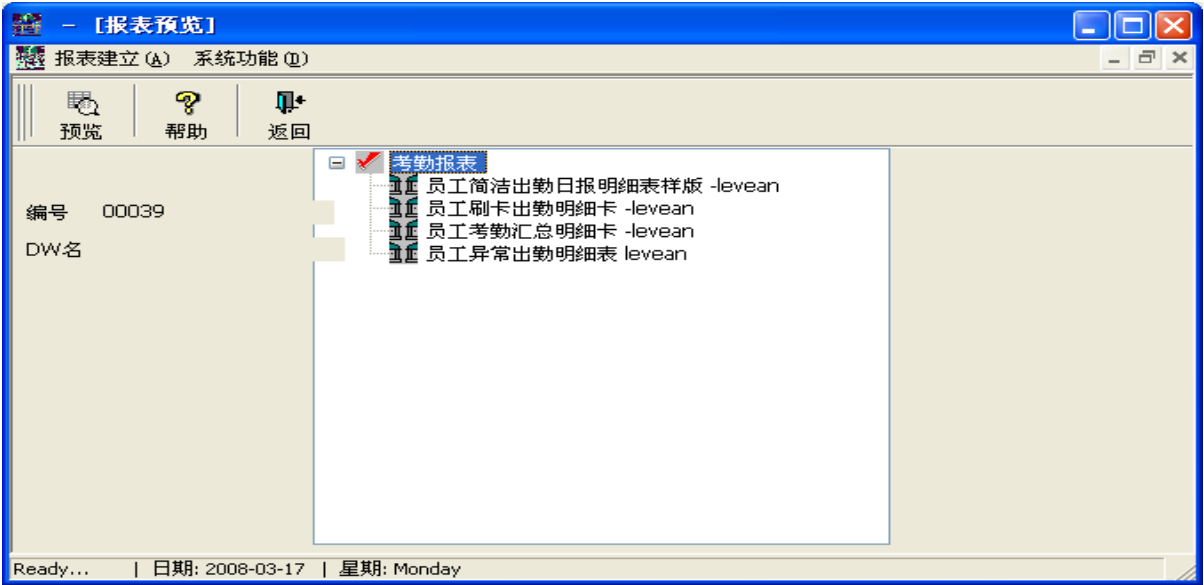 - [报表预览]
报表建立(A) 系统功能(D)
预览 帮助 返回
考勤报表
员工简洁出勤日报明细表样版 -levean
员工刷卡出勤明细卡 -levean
员工考勤汇总明细卡 -levean
员工异常出勤明细表 levean
编号 00039
DW名
Ready... | 日期: 2008-03-17 | 星期: Monday